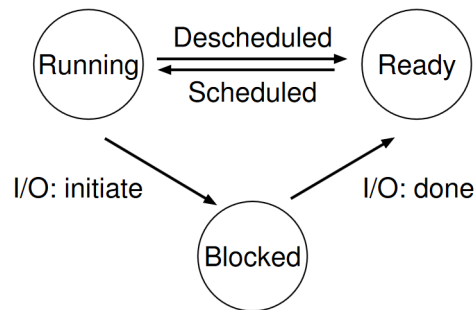 Descheduled
Running
Ready
Scheduled
I/O: initiate
I/O: done
Blocked